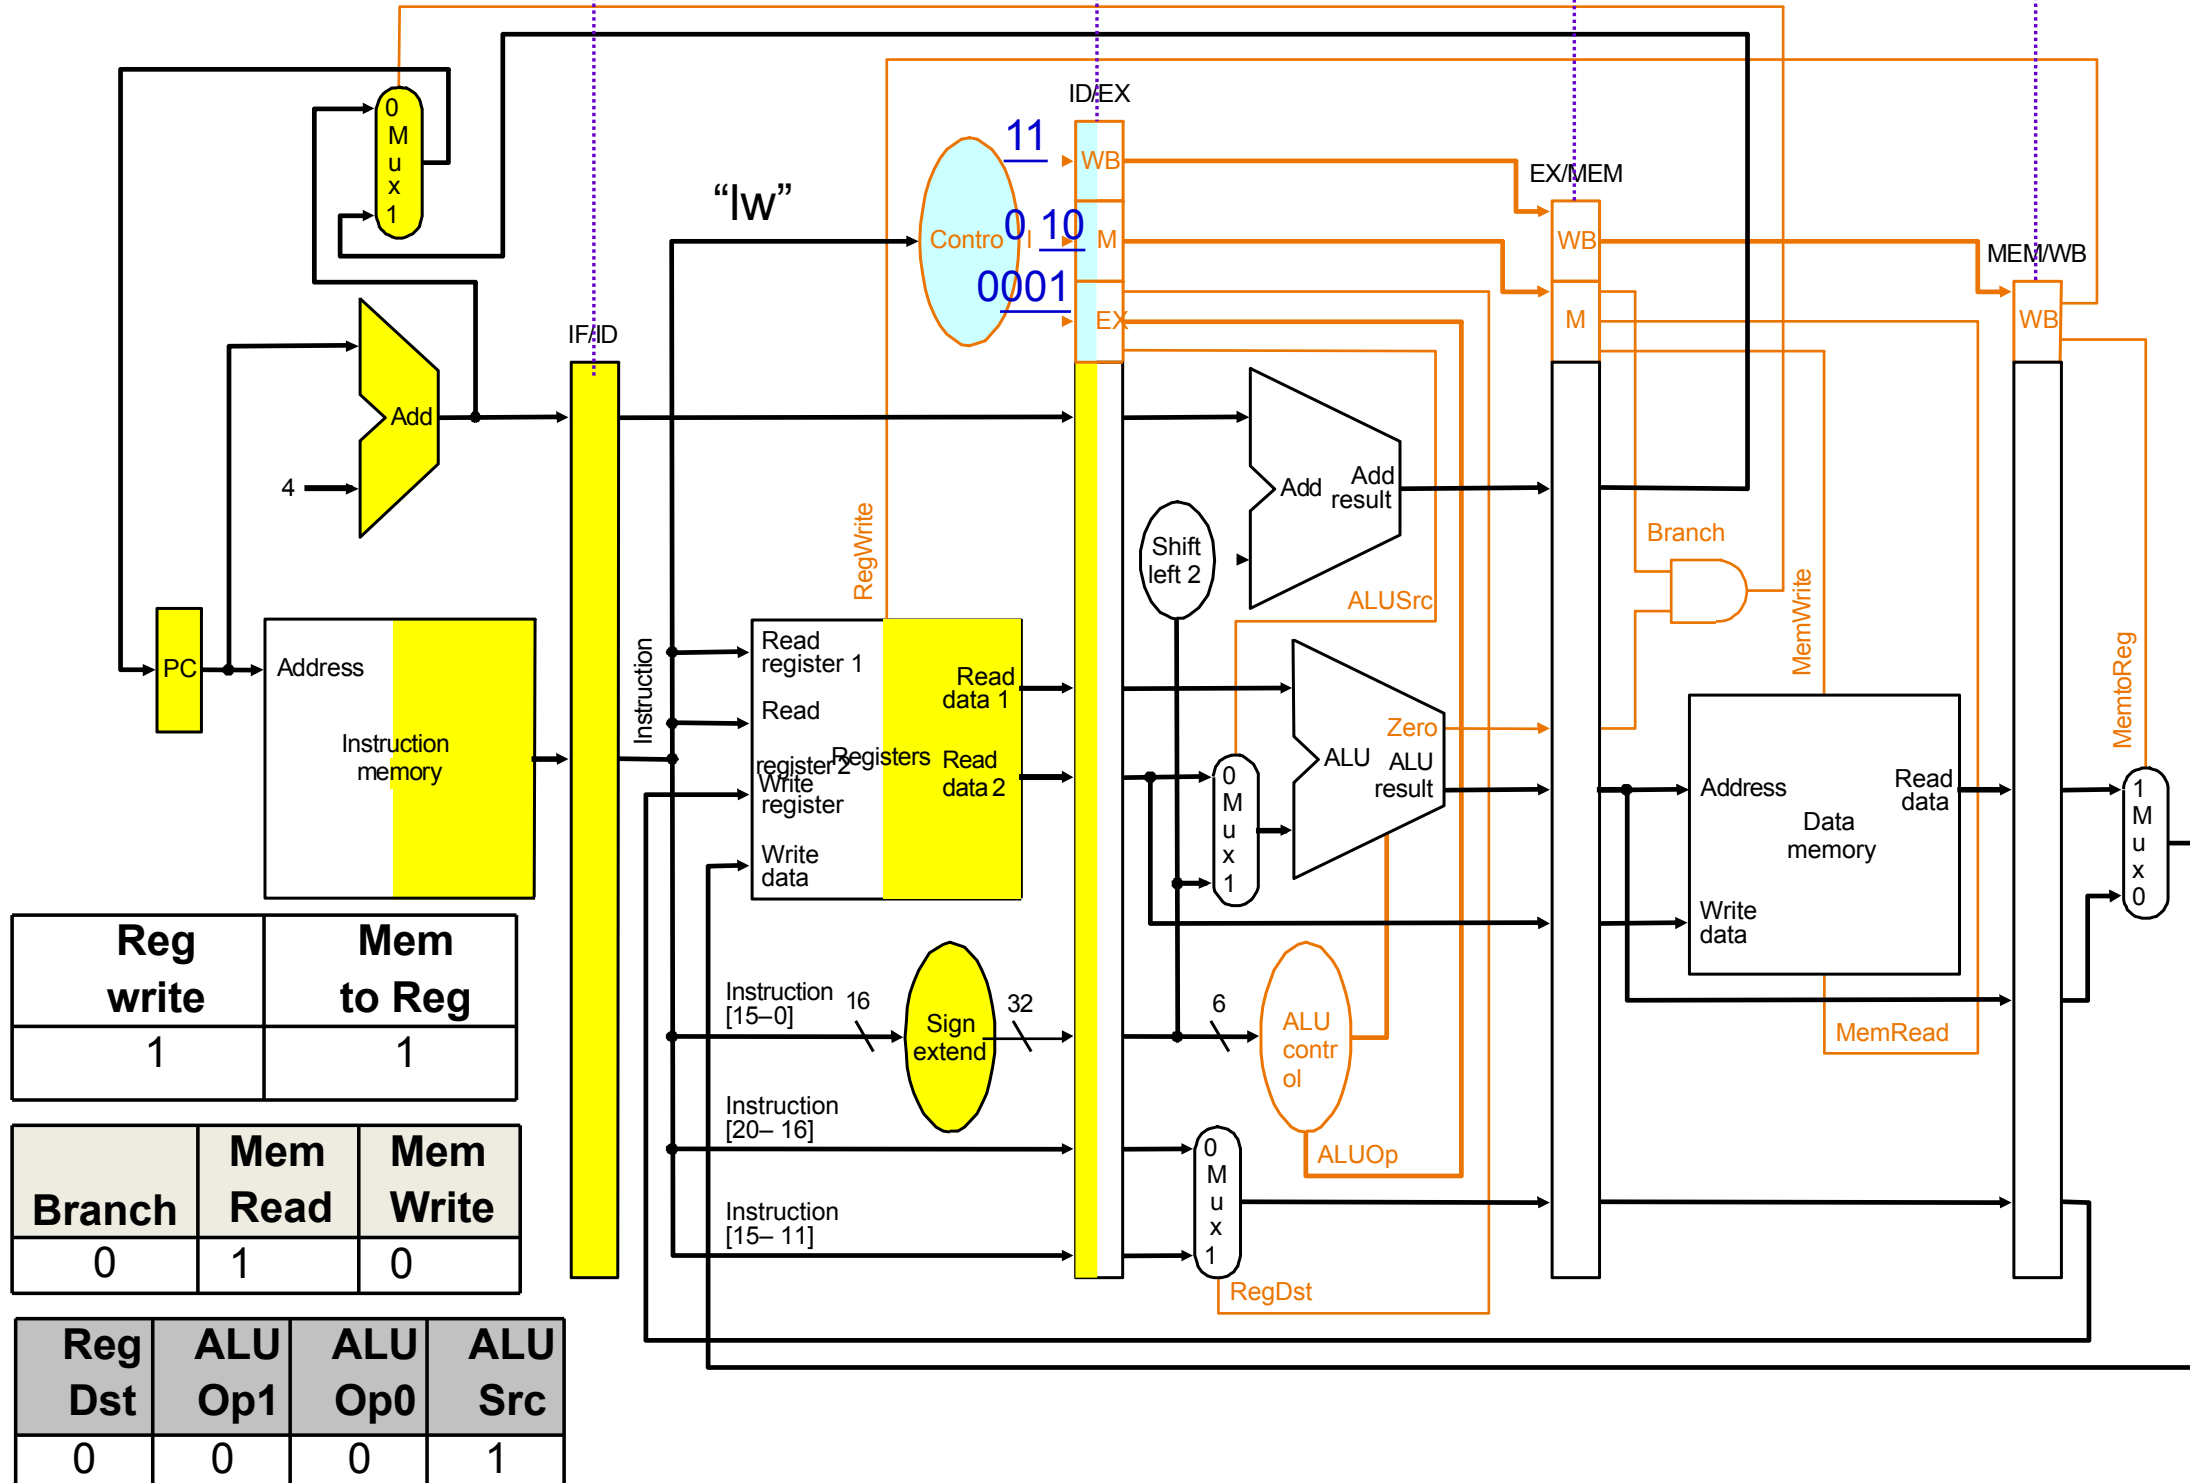 0
M
u
x
1
ID/EX
11
WB
“lw”
EX/MEM
Contro l
0 10
M
WB
MEM/WB
0001
EX
M
WB
IF/ID
Add
4
Add
Add
result
RegWrite
Shift
left 2
Branch
MemWrite
ALUSrc
PC
Address
Instruction
memory
Instruction
Read
register 1
Read
data 1
Read
register 2
Registers
Read
data 2
Write
register
Write
data
0
M
u
x
1
Zero
ALU
ALU
result
Address
Read
data
Data
memory
Write
data
MemtoReg
1
M
u
x
0
Reg
write
Mem
to Reg
1
1
Instruction
[15–0]
16
Sign
extend
32
6
ALU
contr
ol
MemRead
Instruction
[20– 16]
ALUOp
0
M
u
x
1
Instruction
[15– 11]
RegDst
Branch
Mem
Read
Mem
Write
0
1
0
Reg
Dst
ALU
Op1
ALU
Op0
ALU
Src
0
0
0
1